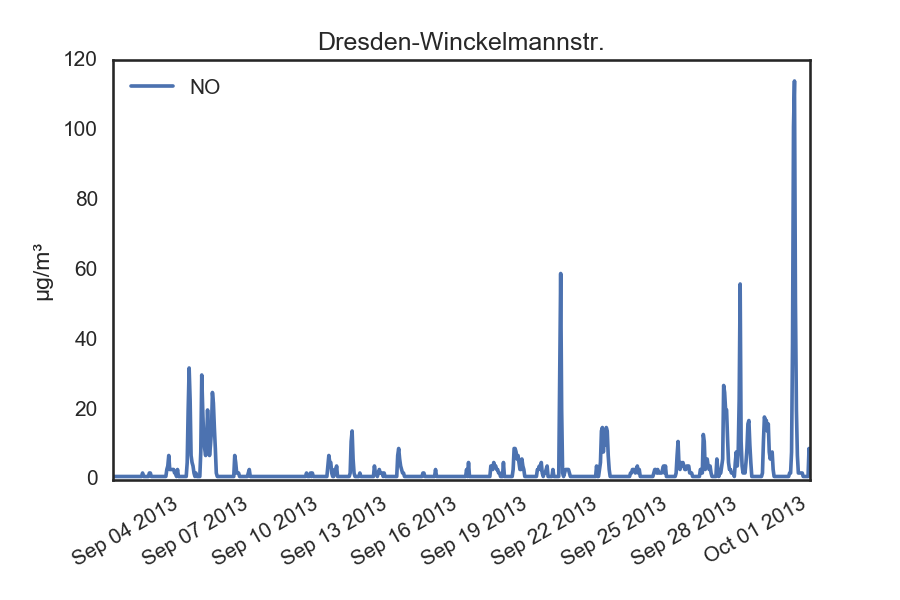 Dresden-Winckelmannstr.
NO
120
100
80
60
40
20
0
µg/m³
Sep 04 2013
Sep 07 2013
Sep 10 2013
Sep 13 2013
Sep 16 2013
Sep 19 2013
Sep 22 2013
Sep 25 2013
Sep 28 2013
Oct 01 2013